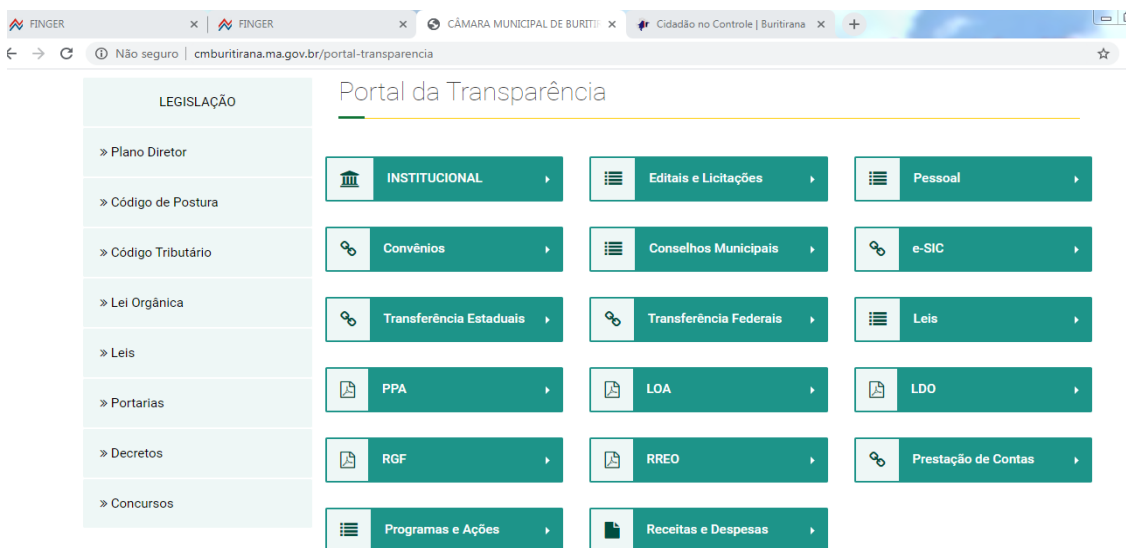 FINGER
FINGER
CÂMARA MUNICIPAL DE BURITI
Cidadão no Controle | Buritirana
Não seguro | cmburitirana.ma.gov.br/portal-transparencia
LEGISLAÇÃO
» Plano Diretor
» Código de Postura
» Código Tributário
» Lei Orgânica
» Leis
» Portarias
» Decretos
» Concursos
Portal da Transparência
INSTITUCIONAL
Editais e Licitações
Pessoal
Convênios
Conselhos Municipais
e-SIC
Transferência Estaduais
Transferência Federais
Leis
PPA
LOA
LDO
RGF
RREO
Prestação de Contas
Programas e Ações
Receitas e Despesas